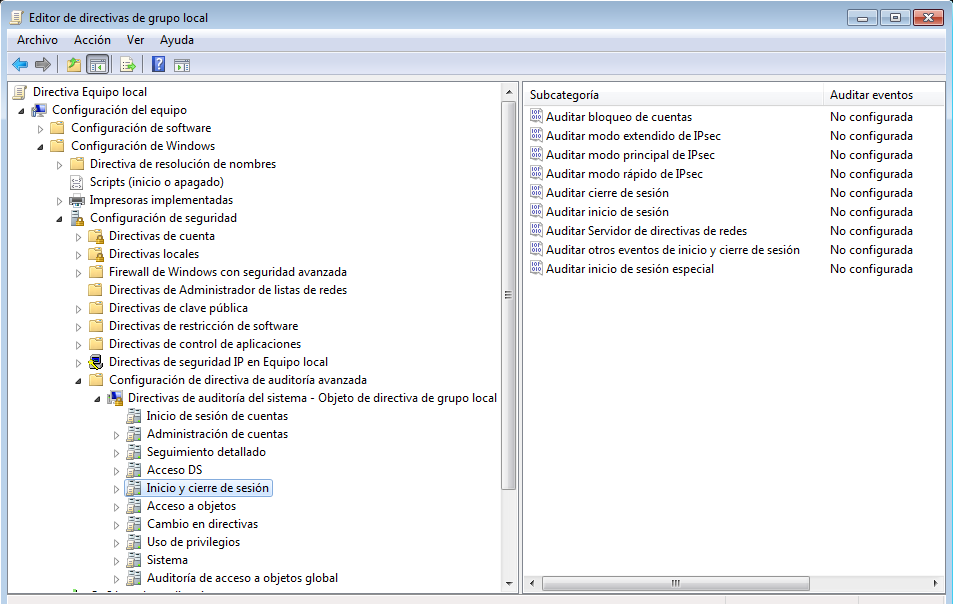 Editor de directivas de grupo local
Archivo Acción Ver Ayuda
Directiva Equipo local
Configuración del equipo
Configuración de software
Configuración de Windows
Directiva de resolución de nombres
Scripts (inicio o apagado)
Impresoras implementadas
Configuración de seguridad
Directivas de cuenta
Directivas locales
Firewall de Windows con seguridad avanzada
Directivas de Administrador de listas de redes
Directivas de clave pública
Directivas de restricción de software
Directivas de control de aplicaciones
Directivas de seguridad IP en Equipo local
Configuración de directiva de auditoría avanzada
Directivas de auditoría del sistema - Objeto de directiva de grupo local
Inicio de sesión de cuentas
Administración de cuentas
Seguimiento detallado
Acceso DS
Inicio y cierre de sesión
Acceso a objetos
Cambio en directivas
Uso de privilegios
Sistema
Auditoría de acceso a objetos global
Subcategoría Auditar eventos
Auditar bloqueo de cuentas No configurada
Auditar modo extendido de IPsec No configurada
Auditar modo principal de IPsec No configurada
Auditar modo rápido de IPsec No configurada
Auditar cierre de sesión No configurada
Auditar inicio de sesión No configurada
Auditar Servidor de directivas de redes No configurada
Auditar otros eventos de inicio y cierre de sesión No configurada
Auditar inicio de sesión especial No configurada